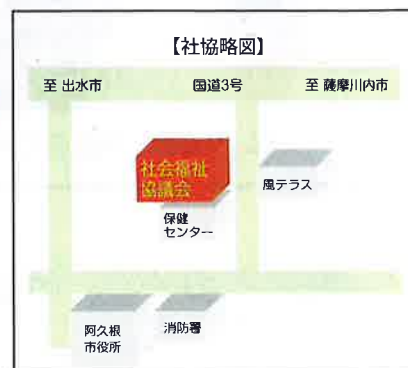 【社協略図】
至 出水市 国道3号 至 薩摩川内市
社会福祉
協議会
風テラス
保健
センター
阿久根
市役所
消防署